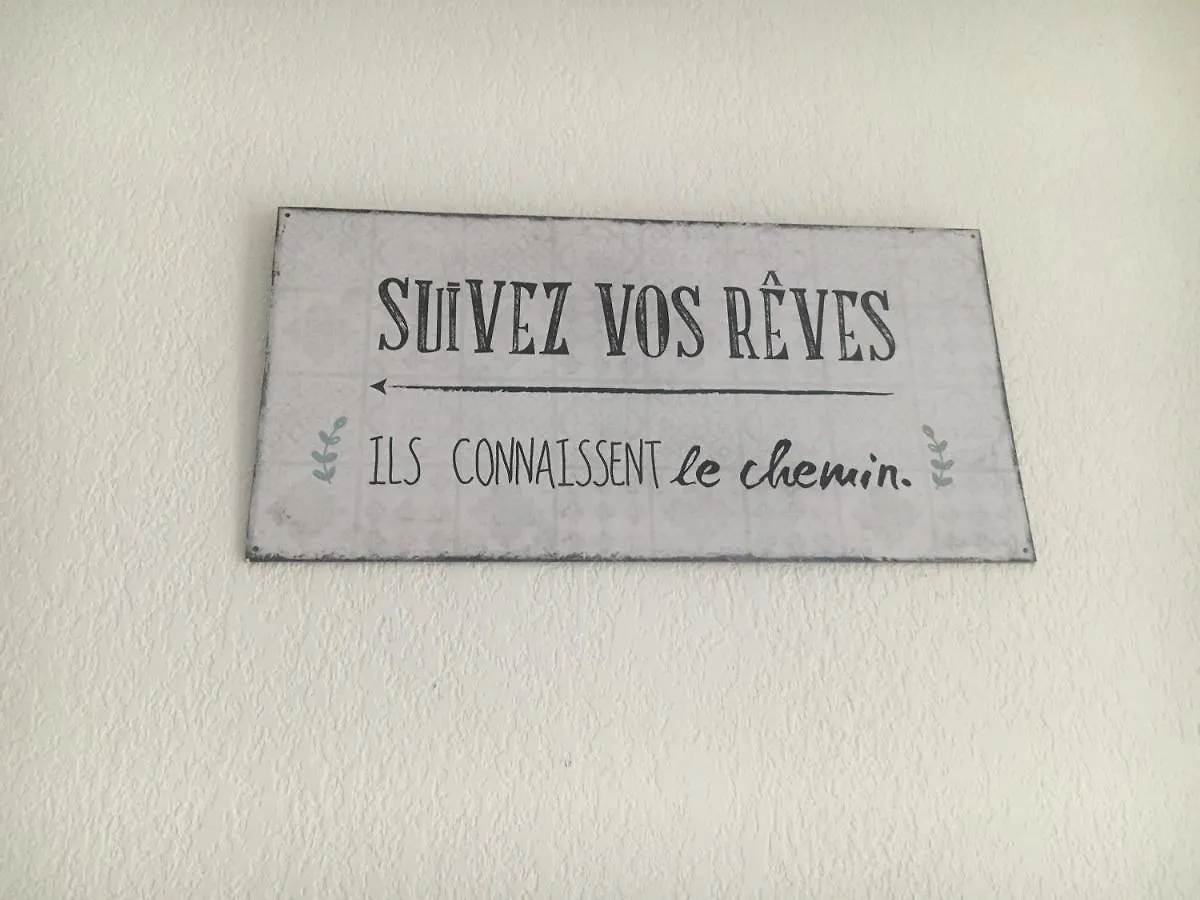 SUIVEZ VOS RÊVES
ILS CONNAISSENT le chemin.